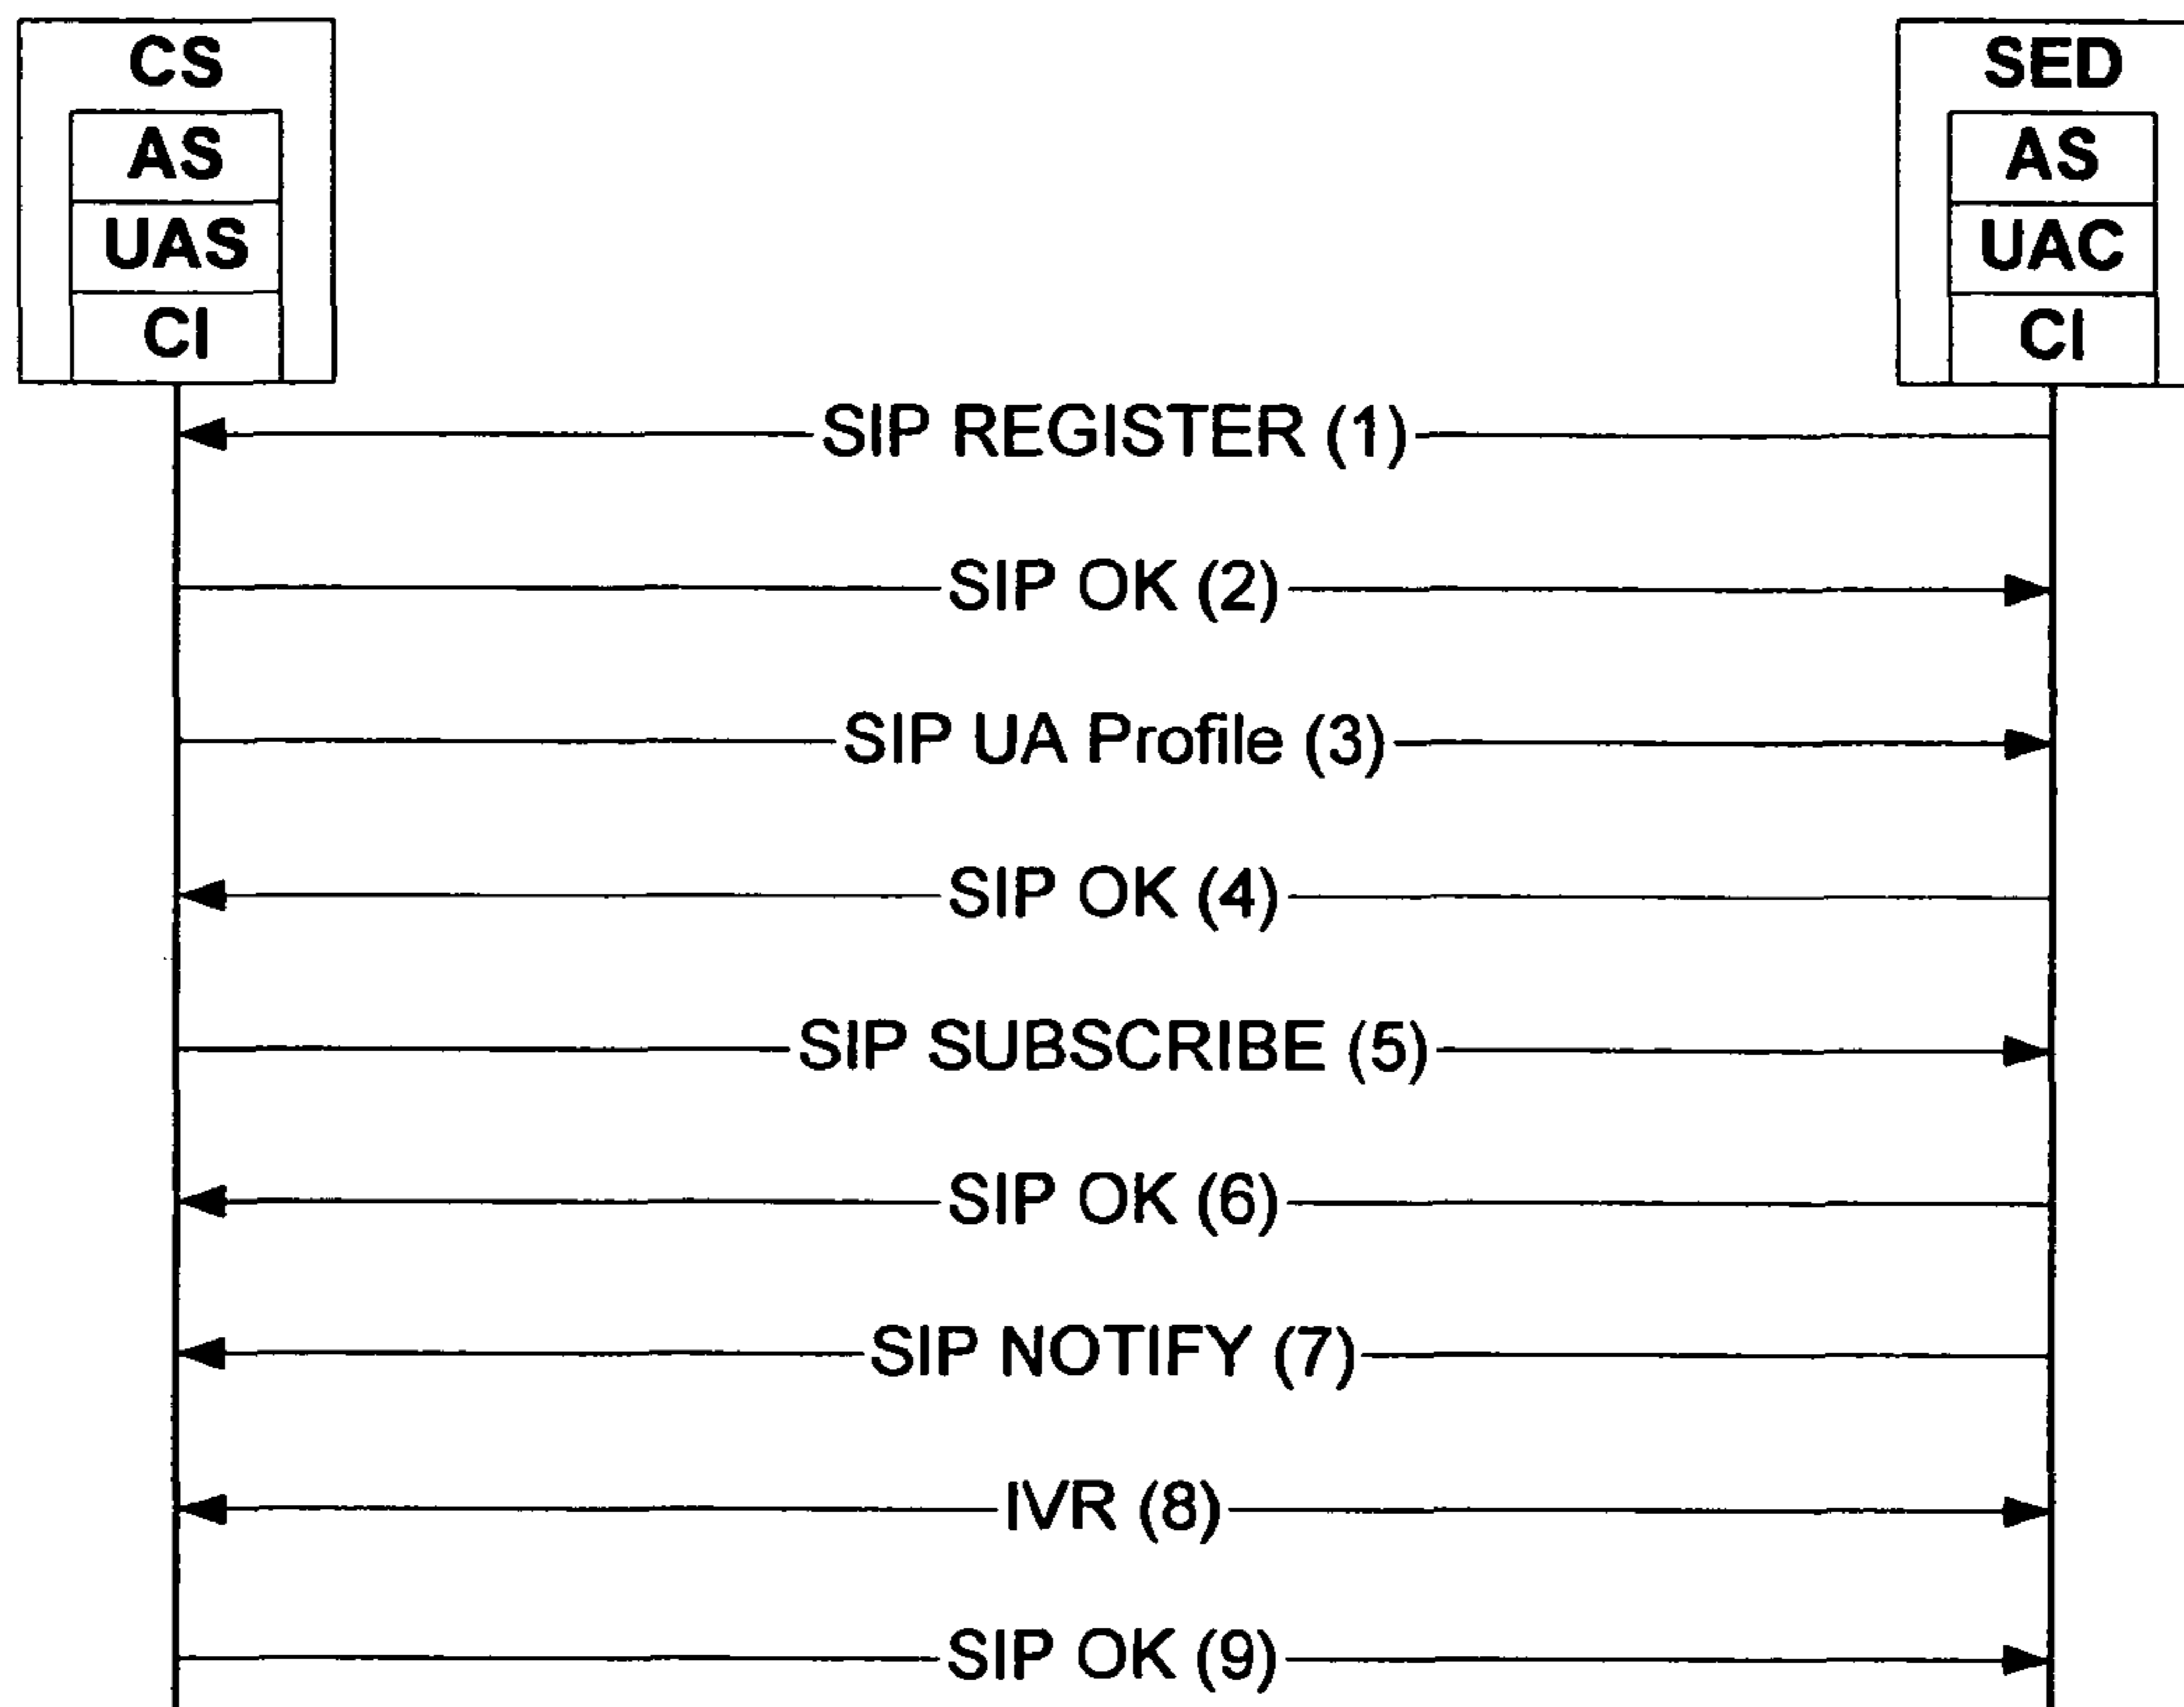 CS
AS
UAS
CI
SED
AS
UAC
CI
SIP REGISTER (1)
SIP OK (2)
SIP UA Profile (3)
SIP OK (4)
SIP SUBSCRIBE (5)
SIP OK (6)
SIP NOTIFY (7)
IVR (8)
SIP OK (9)